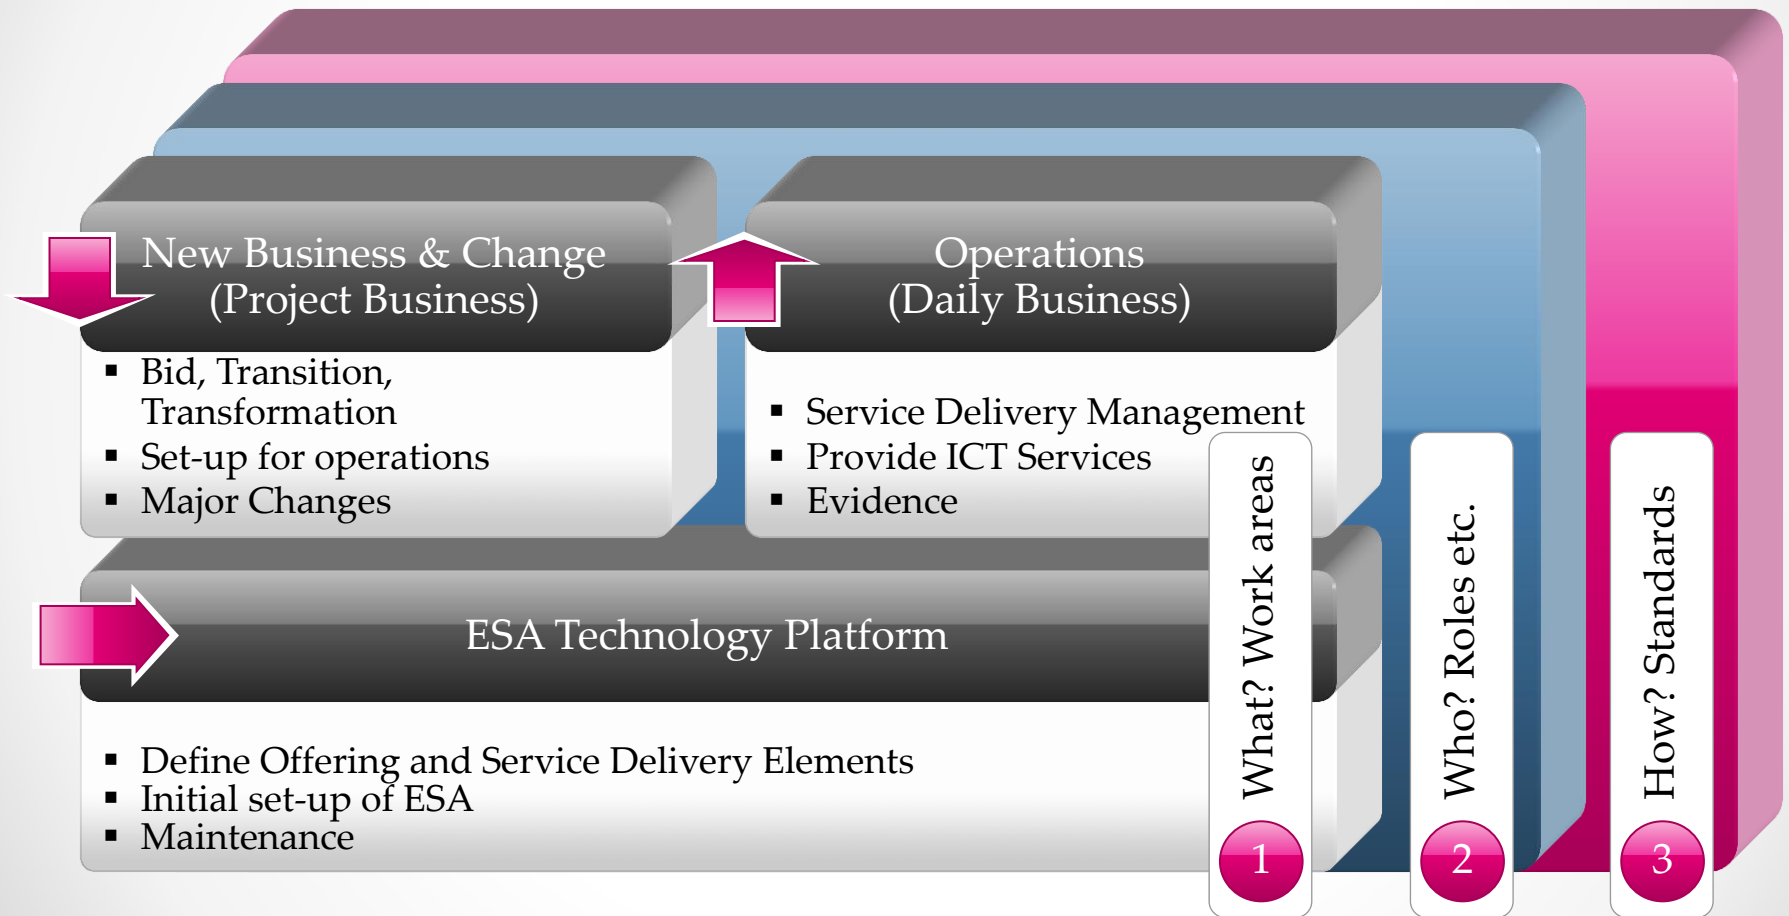 New Business & Change
(Project Business)
▪ Bid, Transition,
Transformation
▪ Set-up for operations
▪ Major Changes
Operations
(Daily Business)
▪ Service Delivery Management
▪ Provide ICT Services
▪ Evidence
ESA Technology Platform
▪ Define Offering and Service Delivery Elements
▪ Initial set-up of ESA
▪ Maintenance
What? Work areas
1
Who? Roles etc.
2
How? Standards
3